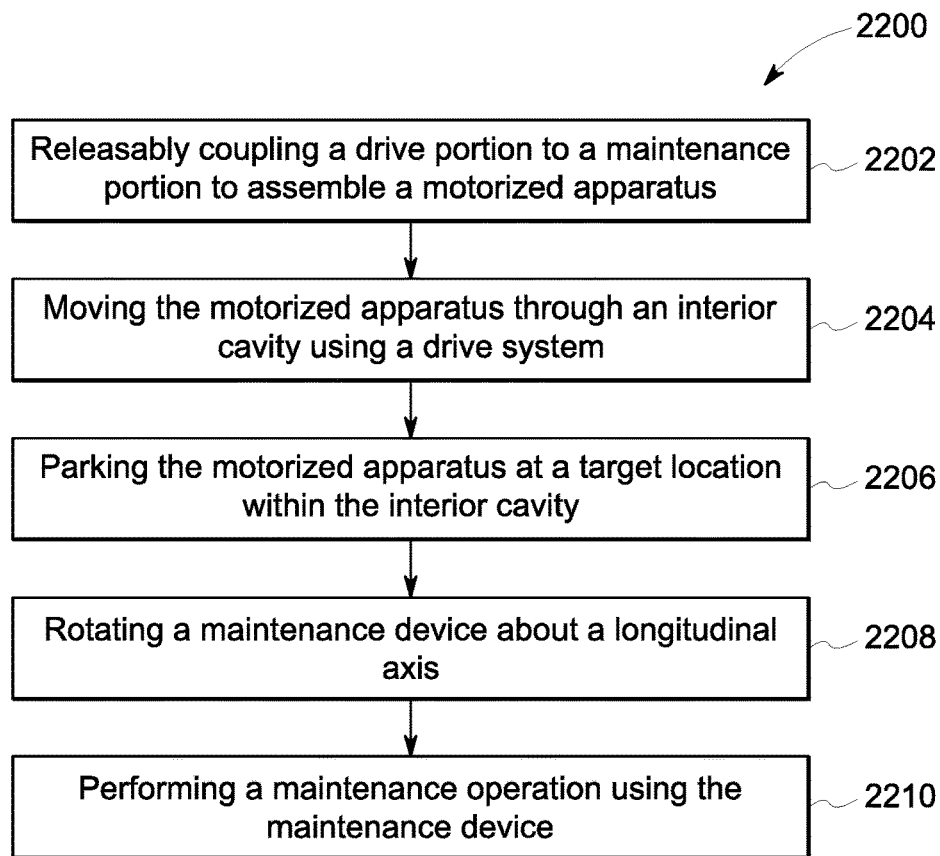 2200
Releasably coupling a drive portion to a maintenance
portion to assemble a motorized apparatus
2202
Moving the motorized apparatus through an interior
cavity using a drive system
2204
Parking the motorized apparatus at a target location
within the interior cavity
2206
Rotating a maintenance device about a longitudinal
axis
2208
Performing a maintenance operation using the
maintenance device
2210